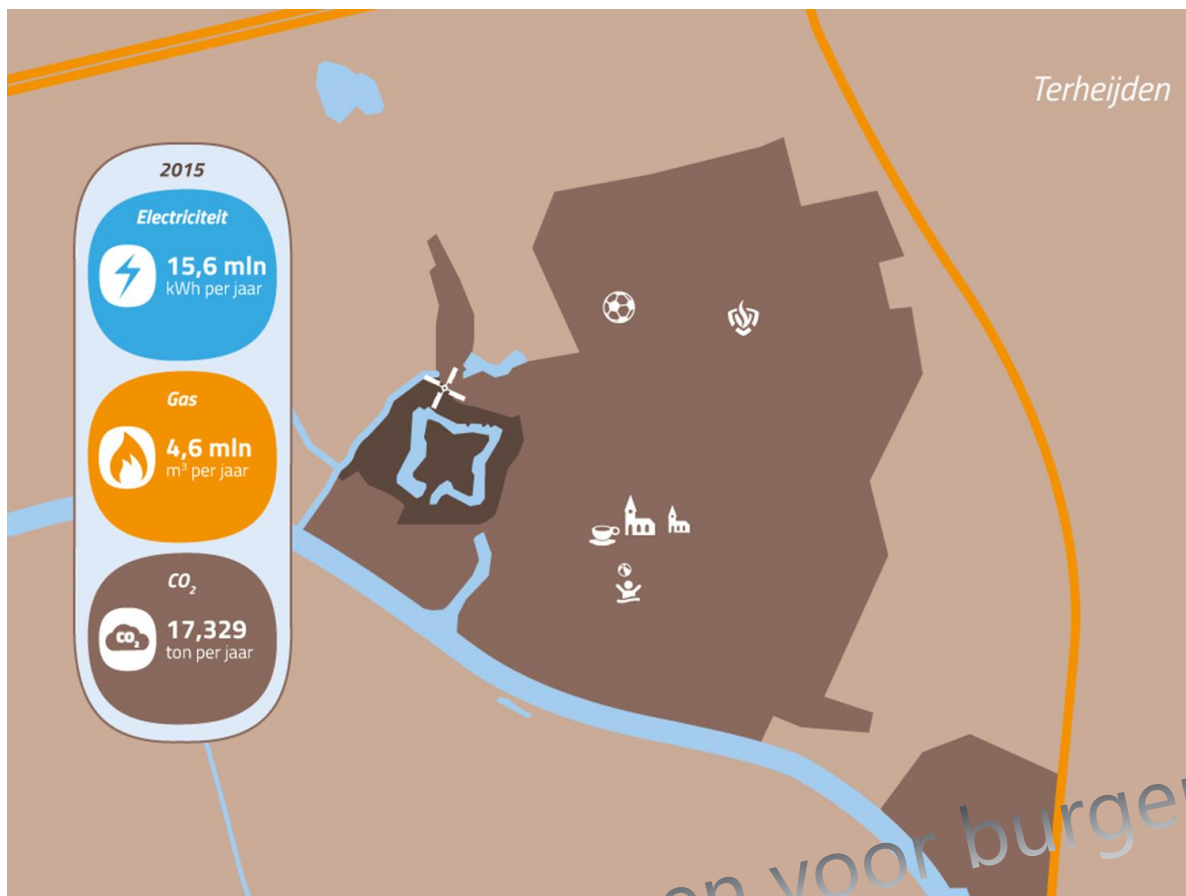 Terheijden
2015
Electriciteit
15,6 mln
kWh per jaar
Gas
4,6 mln
m³ per jaar
CO₂
CO₂
17,329
ton per jaar
voor burge